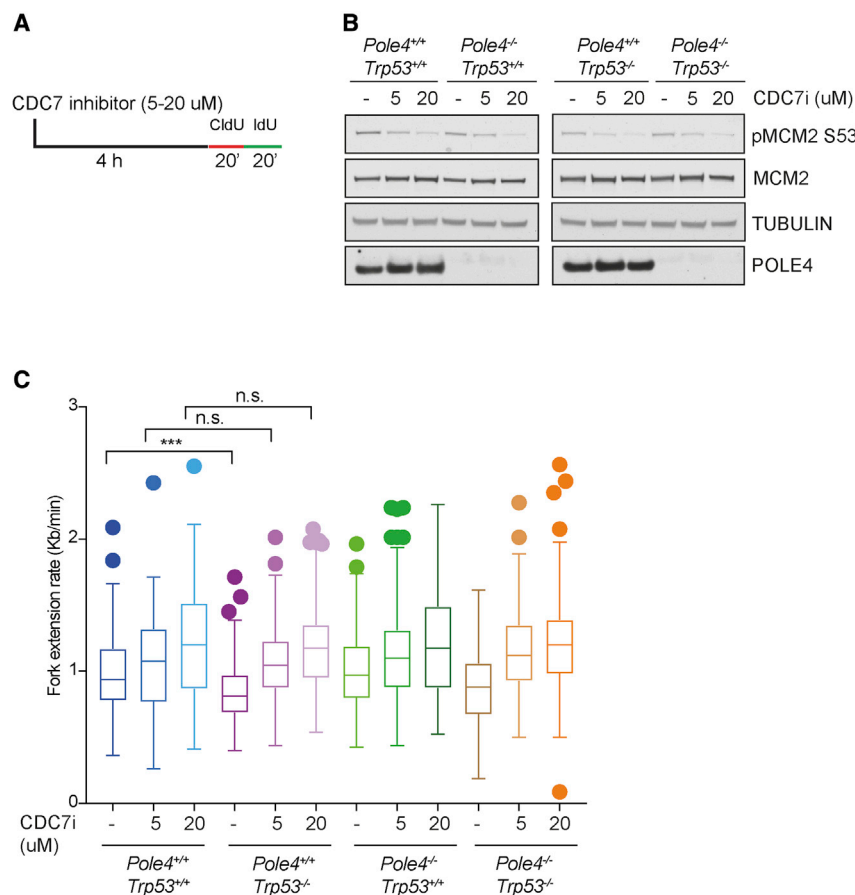 A
CDC7 inhibitor (5-20 uM)
CldU IdU
4 h 20' 20'
B
Pole4+/+ Pole4-/- Pole4+/+ Pole4-/-
Trp53+/+ Trp53+/+ Trp53-/- Trp53-/-
- 5 20 - 5 20 - 5 20 - 5 20 CDC7i (uM)
pMCM2 S53
MCM2
TUBULIN
POLE4
C
n.s.
n.s.
***
Fork extension rate (Kb/min)
3
2
1
0
CDC7i - 5 20 - 5 20 - 5 20 - 5 20
(uM)
Pole4+/+ Pole4+/+ Pole4-/- Pole4-/-
Trp53+/+ Trp53-/- Trp53+/+ Trp53-/-